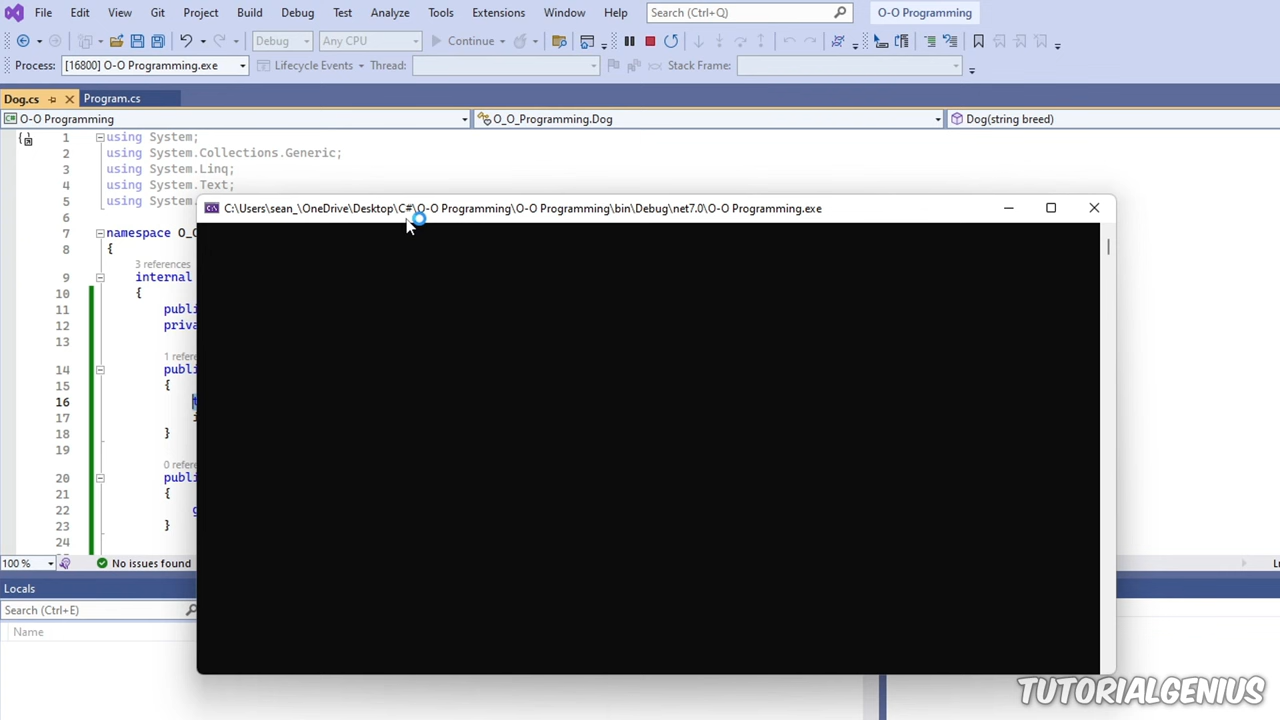 File Edit View Git Project Build Debug Test Analyze Tools Extensions Window Help Search (Ctrl+Q) O-O Programming
Debug Any CPU Continue
Process: [16800] O-O Programming.exe Lifecycle Events Thread: Stack Frame:
Dog.cs Program.cs
O-O Programming O_O_Programming.Dog Dog(string breed)
1 using System;
2 using System.Collections.Generic;
3 using System.Linq;
4 using System.Text;
5 using System.
C:\Users\sean_\OneDrive\Desktop\C#\O-O Programming\O-O Programming\bin\Debug\net7.0\O-O Programming.exe
6
7 namespace O_O
8 {
3 references
9 internal
10 {
11 publi
12 priva
13
1 refere
14 publi
15 {
16
17
18 }
19
0 refere
20 publi
21 {
22
23 }
24
100 % No issues found
Locals
Search (Ctrl+E)
Name
TUTORIALGENIUS